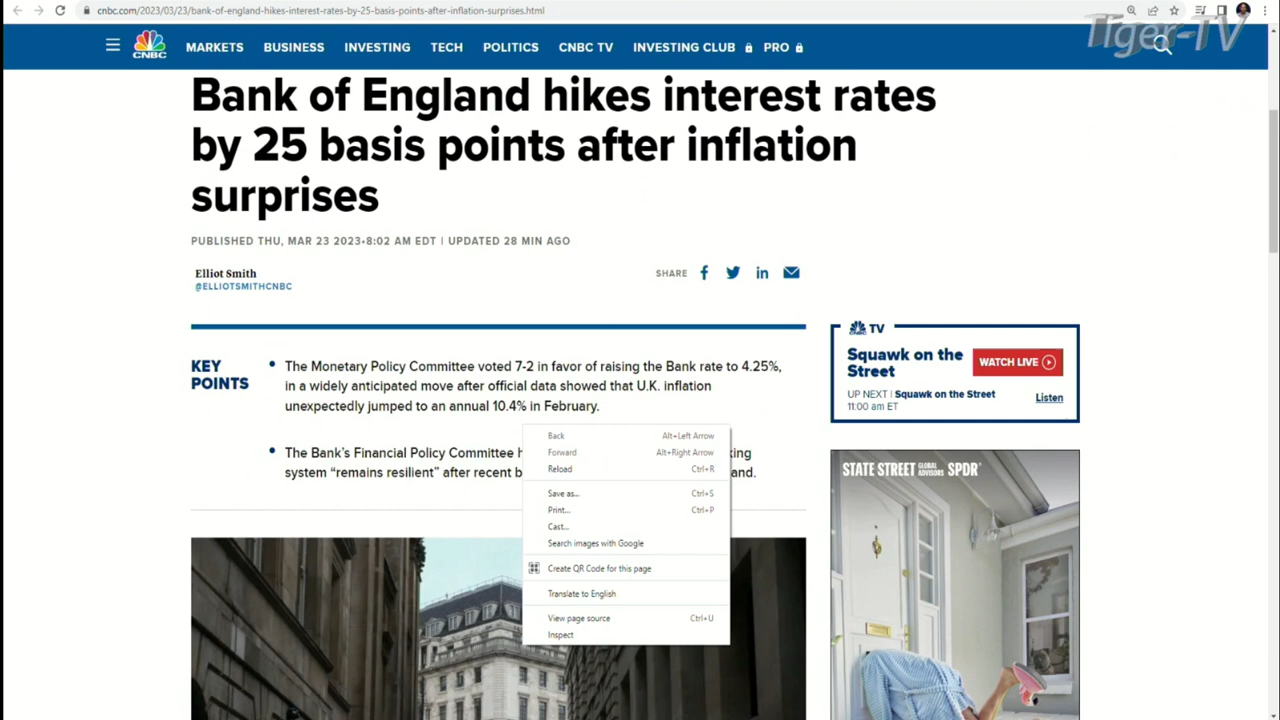 cnbc.com/2023/03/23/bank-of-england-hikes-interest-rates-by-25-basis-points-after-inflation-surprises.html
Tiger-TV
CNBC
MARKETS BUSINESS INVESTING TECH POLITICS CNBC TV INVESTING CLUB PRO
Bank of England hikes interest rates
by 25 basis points after inflation
surprises
PUBLISHED THU, MAR 23 2023•8:02 AM EDT | UPDATED 28 MIN AGO
Elliot Smith
@ELLIOTSMITHCNBC
SHARE
KEY
POINTS
• The Monetary Policy Committee voted 7-2 in favor of raising the Bank rate to 4.25%,
in a widely anticipated move after official data showed that U.K. inflation
unexpectedly jumped to an annual 10.4% in February.
• The Bank's Financial Policy Committee
system “remains resilient” after recent
Back Alt+Left Arrow
Forward Alt+Right Arrow
Reload Ctrl+R
Save as... Ctrl+S
Print... Ctrl+P
Cast...
Search images with Google
Create QR Code for this page
Translate to English
View page source Ctrl+U
Inspect
CNBC TV
Squawk on the
Street
WATCH LIVE
UP NEXT | Squawk on the Street
11:00 am ET
Listen
STATE STREET GLOBAL ADVISORS SPDR®